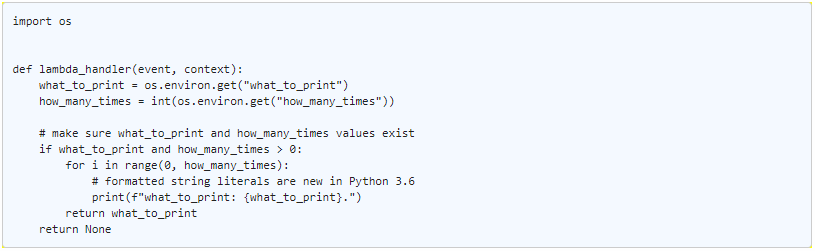 import os


def lambda_handler(event, context):
    what_to_print = os.environ.get("what_to_print")
    how_many_times = int(os.environ.get("how_many_times"))

    # make sure what_to_print and how_many_times values exist
    if what_to_print and how_many_times > 0:
        for i in range(0, how_many_times):
            # formatted string literals are new in Python 3.6
            print(f"what_to_print: {what_to_print}.")
        return what_to_print
    return None